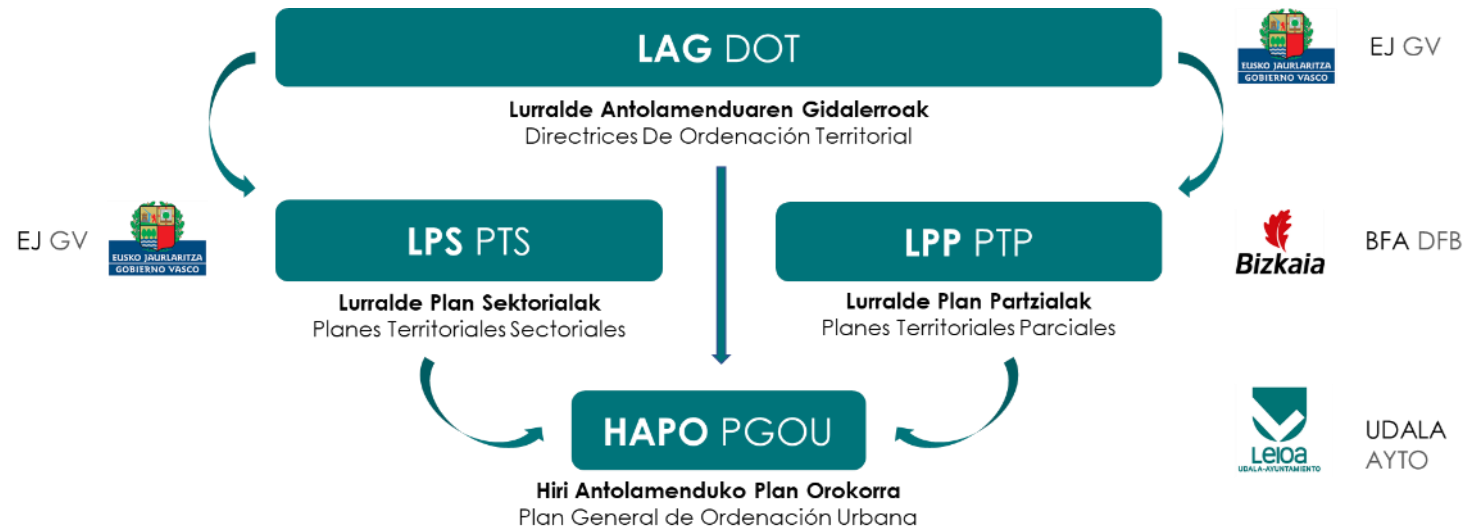 LAG DOT
EUSKO JAURLARITZA
GOBIERNO VASCO
EJ GV
Lurralde Antolamenduaren Gidalerroak
Directrices De Ordenación Territorial
EJ GV
EUSKO JAURLARITZA
GOBIERNO VASCO
LPS PTS
Lurralde Plan Sektorialak
Planes Territoriales Sectoriales
LPP PTP
Lurralde Plan Partzialak
Planes Territoriales Parciales
Bizkaia
BFA DFB
HAPO PGOU
Hiri Antolamenduko Plan Orokorra
Plan General de Ordenación Urbana
Leioa
UDALA-AYUNTAMIENTO
UDALA
AYTO